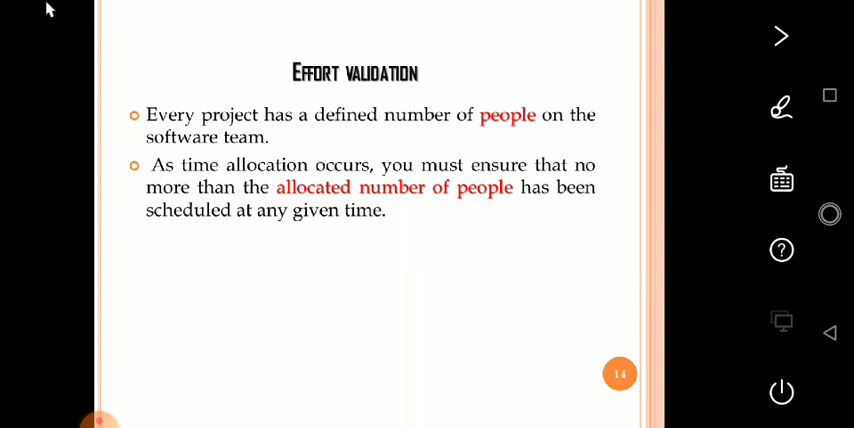 EFFORT VALIDATION
Every project has a defined number of people on the
software team.
As time allocation occurs, you must ensure that no
more than the allocated number of people has been
scheduled at any given time.
14